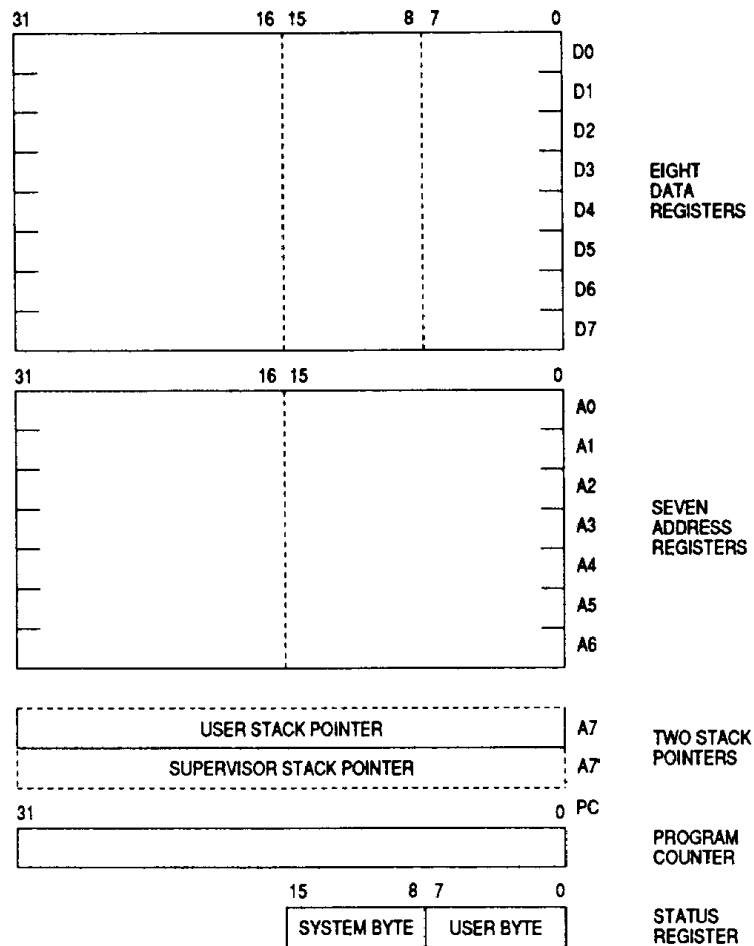 31 16 15 8 7 0
D0
D1
D2
D3
D4
D5
D6
D7
EIGHT
DATA
REGISTERS
31 16 15 0
A0
A1
A2
A3
A4
A5
A6
SEVEN
ADDRESS
REGISTERS
USER STACK POINTER A7
SUPERVISOR STACK POINTER A7'
TWO STACK
POINTERS
31 0 PC
PROGRAM
COUNTER
15 8 7 0
SYSTEM BYTE USER BYTE
STATUS
REGISTER